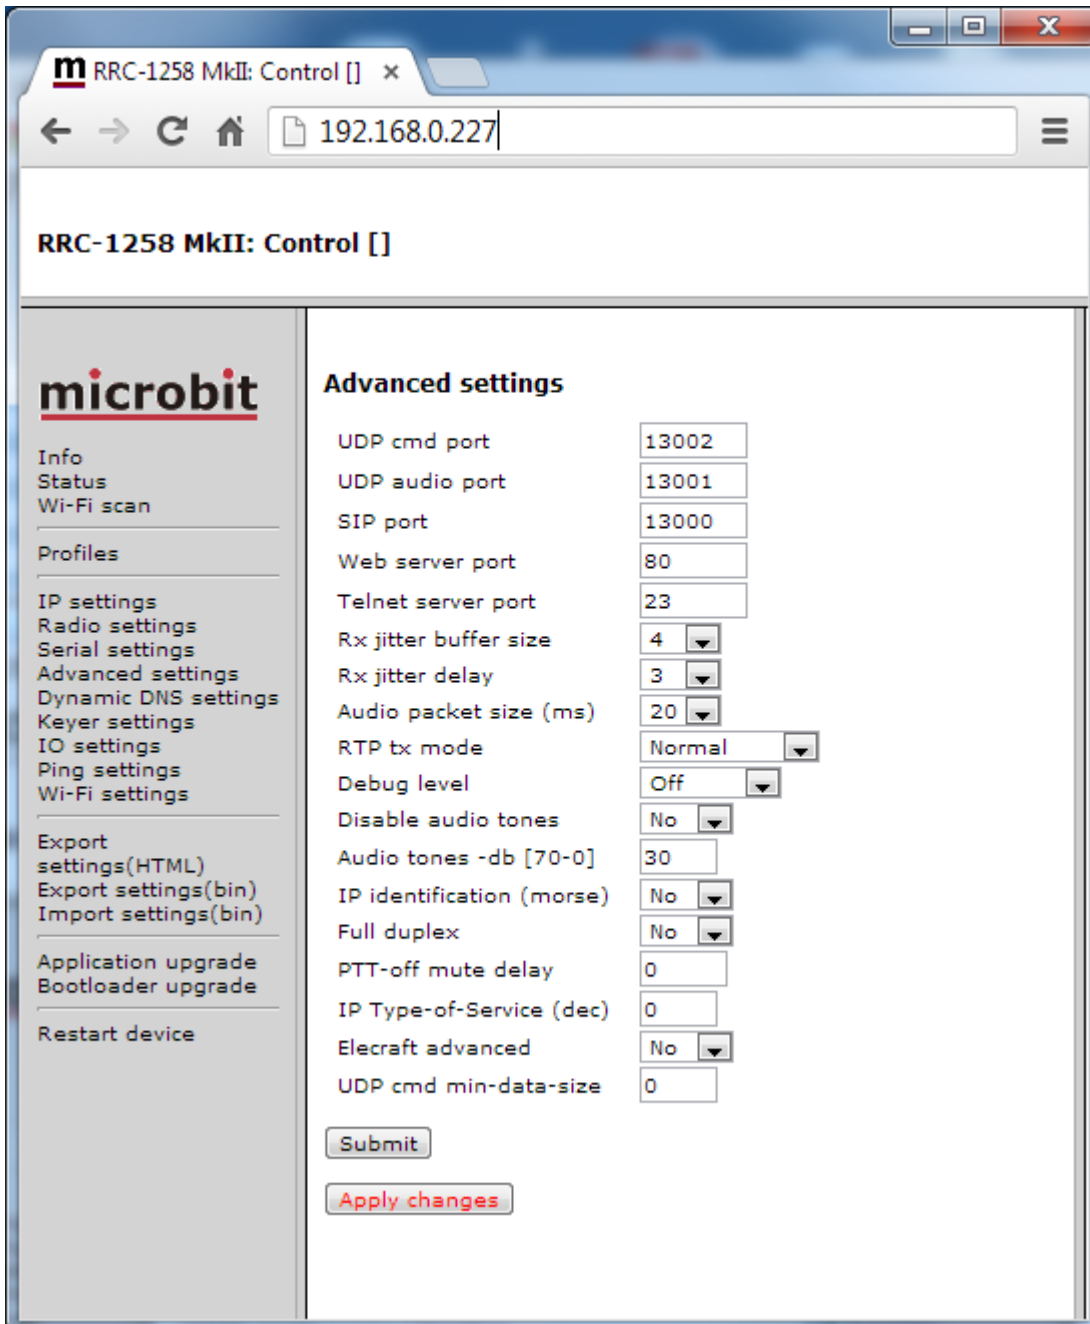 RRC-1258 MkII: Control []
192.168.0.227
RRC-1258 MkII: Control []
microbit
Info
Status
Wi-Fi scan
Profiles
IP settings
Radio settings
Serial settings
Advanced settings
Dynamic DNS settings
Keyer settings
IO settings
Ping settings
Wi-Fi settings
Export
settings(HTML)
Export settings(bin)
Import settings(bin)
Application upgrade
Bootloader upgrade
Restart device
Advanced settings
UDP cmd port 13002
UDP audio port 13001
SIP port 13000
Web server port 80
Telnet server port 23
Rx jitter buffer size 4
Rx jitter delay 3
Audio packet size (ms) 20
RTP tx mode Normal
Debug level Off
Disable audio tones No
Audio tones -db [70-0] 30
IP identification (morse) No
Full duplex No
PTT-off mute delay 0
IP Type-of-Service (dec) 0
Elecraft advanced No
UDP cmd min-data-size 0
Submit
Apply changes